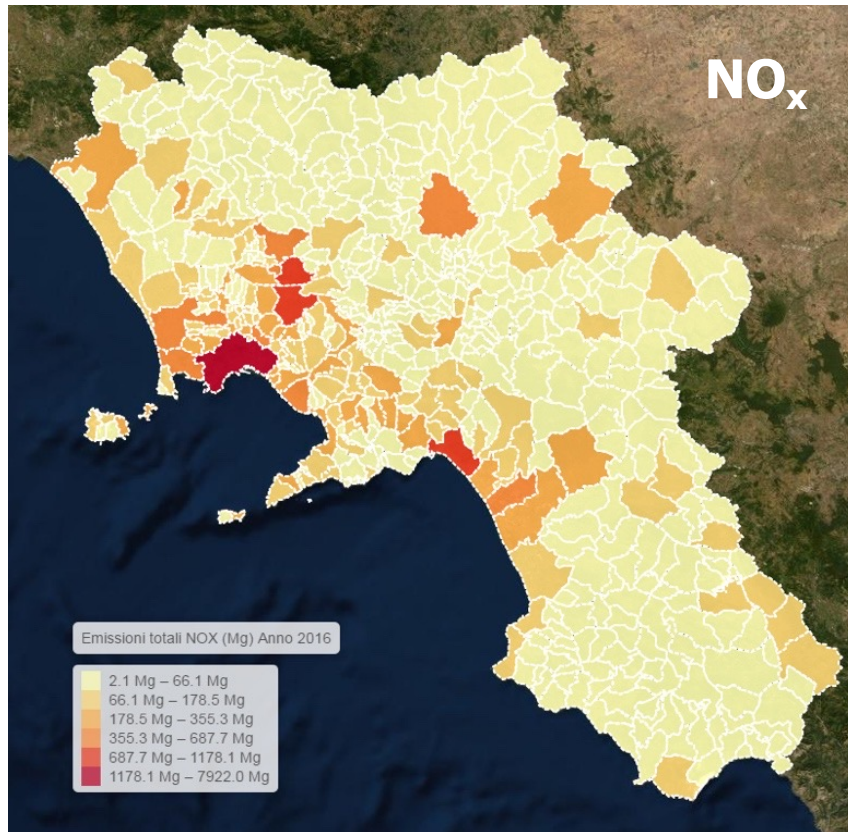 NOx
Emissioni totali NOX (Mg) Anno 2016
2.1 Mg – 66.1 Mg
66.1 Mg – 178.5 Mg
178.5 Mg – 355.3 Mg
355.3 Mg – 687.7 Mg
687.7 Mg – 1178.1 Mg
1178.1 Mg – 7922.0 Mg